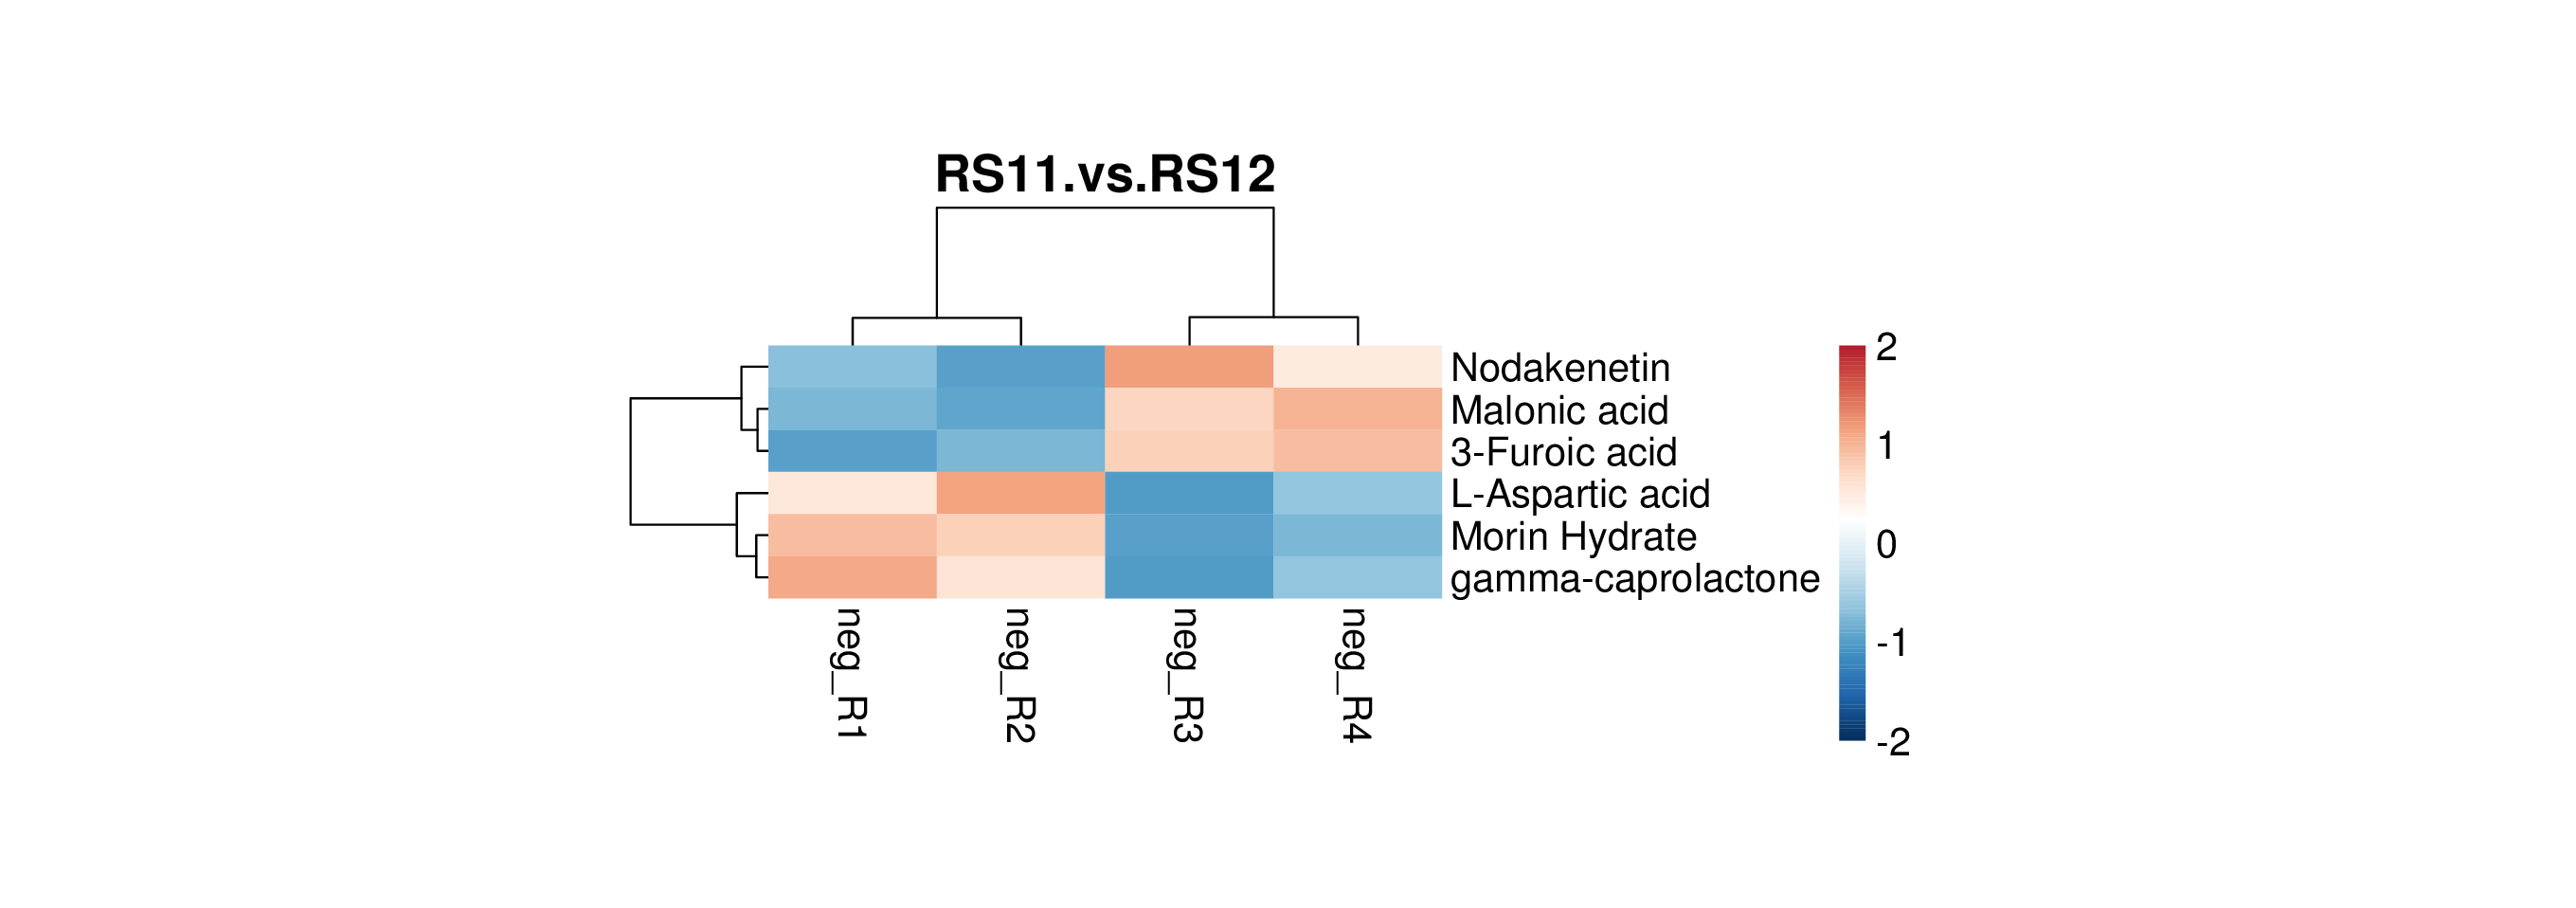 RS11.vs.RS12
Nodakenetin
Malonic acid
3-Furoic acid
L-Aspartic acid
Morin Hydrate
gamma-caprolactone
neg_R1
neg_R2
neg_R3
neg_R4
2
1
0
-1
-2